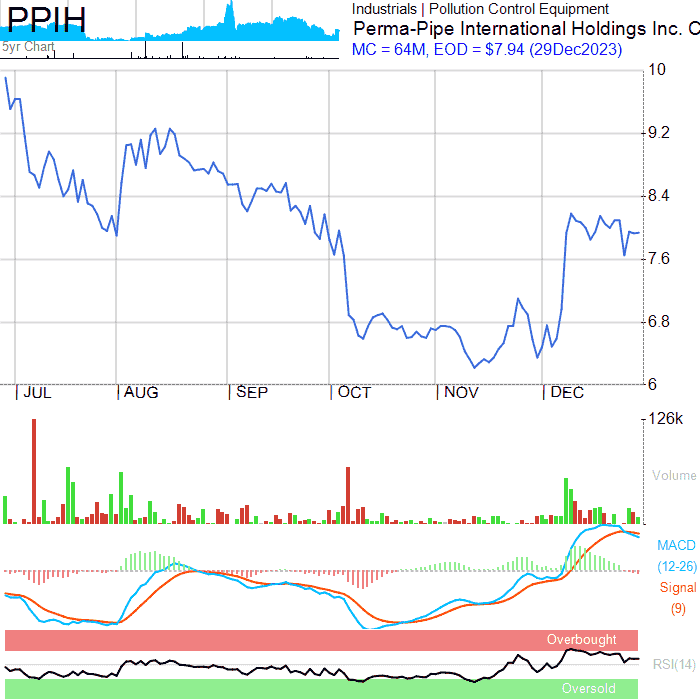 PPIH
5yr Chart
Industrials | Pollution Control Equipment
Perma-Pipe International Holdings Inc. C
MC = 64M, EOD = $7.94 (29Dec2023)
10
9.2
8.4
7.6
6.8
6
JUL AUG SEP OCT NOV DEC
126k
Volume
MACD
(12-26)
Signal
(9)
Overbought
RSI(14)
Oversold